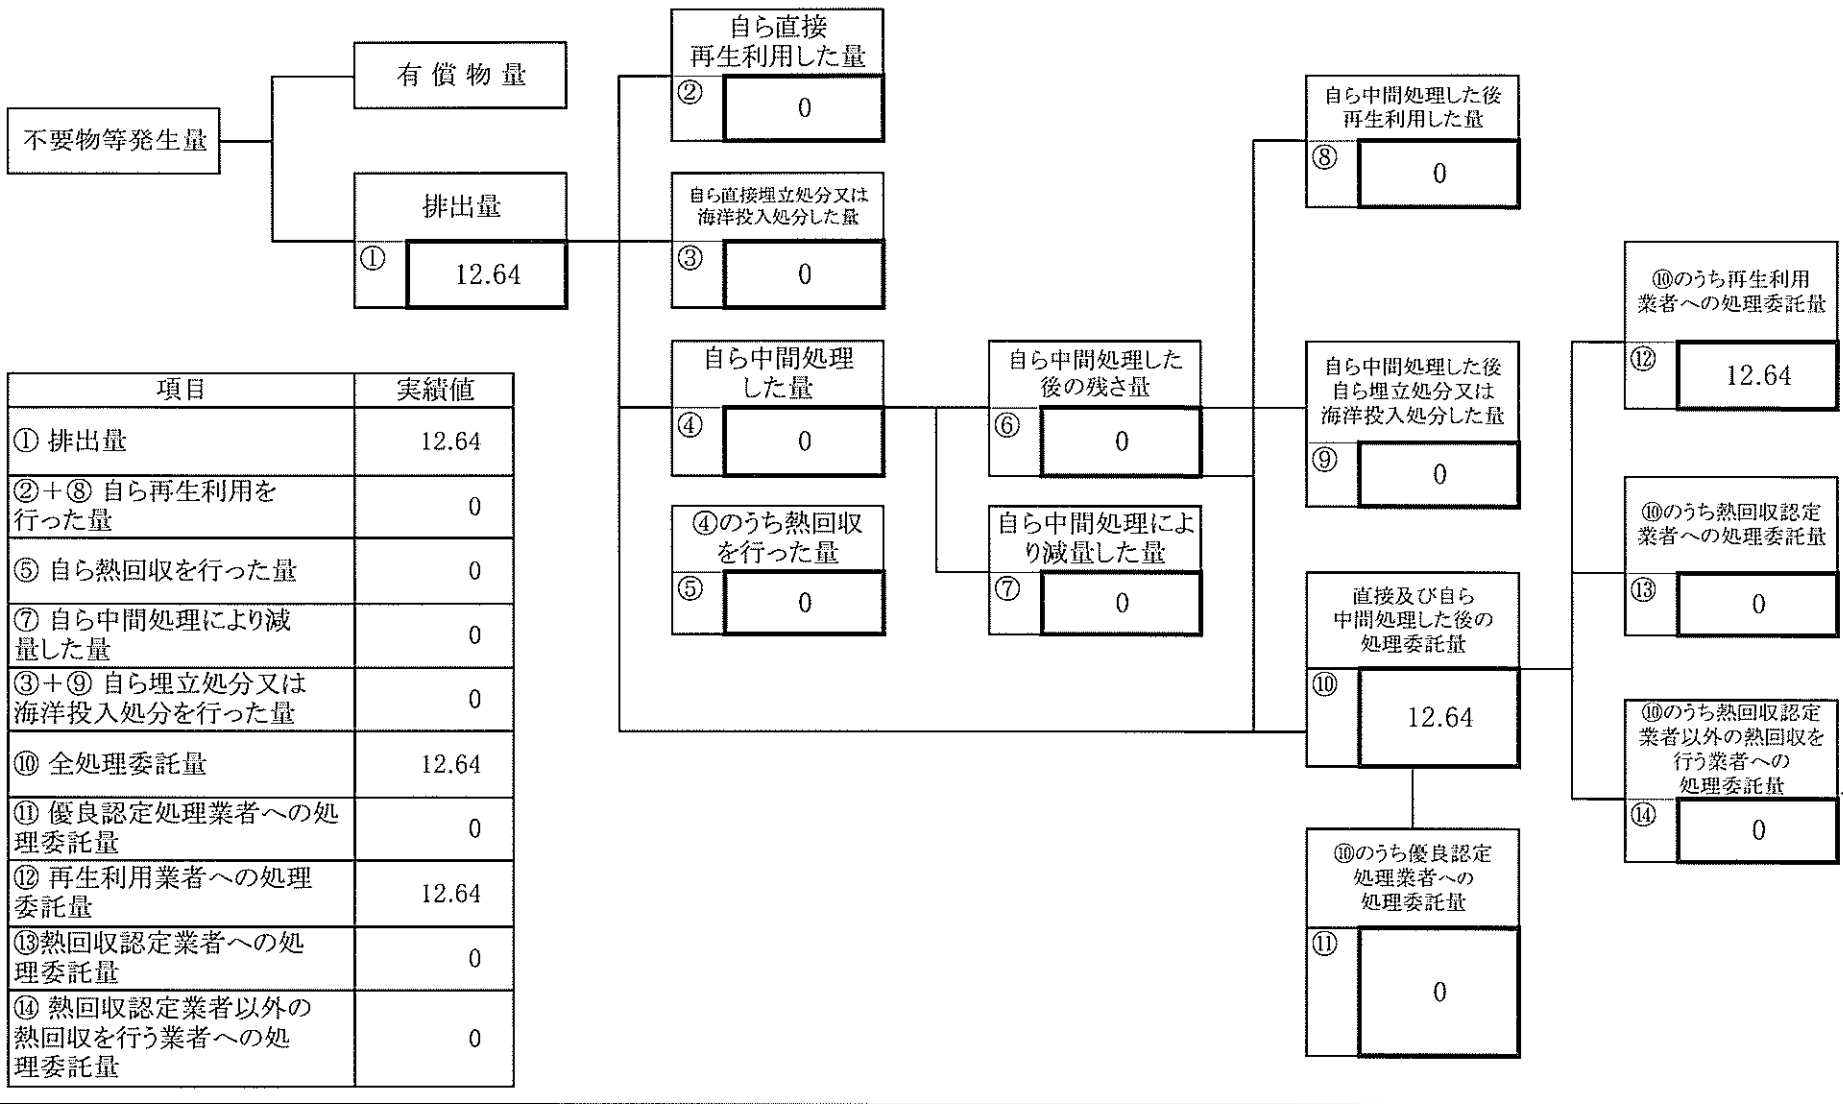 不要物等発生量
有償物量
排出量
①
12.64
自ら直接
再生利用した量
②
0
自ら直接埋立処分又は
海洋投入処分した量
③
0
自ら中間処理
した量
④
0
④のうち熱回収
を行った量
⑤
0
自ら中間処理した
後の残さ量
⑥
0
自ら中間処理によ
り減量した量
⑦
0
自ら中間処理した後
再生利用した量
⑧
0
自ら中間処理した後
自ら埋立処分又は
海洋投入処分した量
⑨
0
直接及び自ら
中間処理した後の
処理委託量
⑩
12.64
⑩のうち優良認定
処理業者への
処理委託量
⑪
0
⑩のうち再生利用
業者への処理委託量
⑫
12.64
⑩のうち熱回収認定
業者への処理委託量
⑬
0
⑩のうち熱回収認定
業者以外の熱回収を
行う業者への
処理委託量
⑭
0
項目 実績値
① 排出量 12.64
②＋⑧ 自ら再生利用を
行った量 0
⑤ 自ら熱回収を行った量 0
⑦ 自ら中間処理により減
量した量 0
③＋⑨ 自ら埋立処分又は
海洋投入処分を行った量 0
⑩ 全処理委託量 12.64
⑪ 優良認定処理業者への処
理委託量 0
⑫ 再生利用業者への処理
委託量 12.64
⑬熱回収認定業者への処
理委託量 0
⑭ 熱回収認定業者以外の
熱回収を行う業者への処
理委託量 0